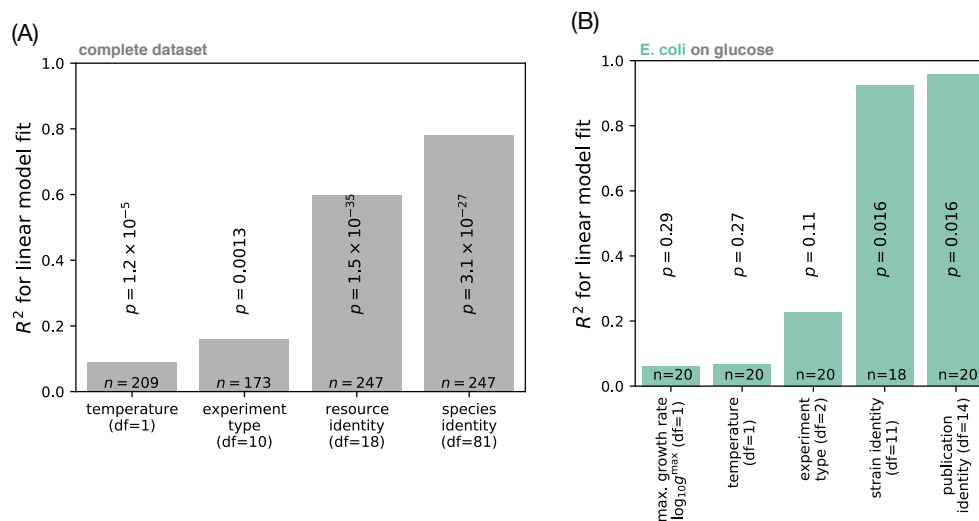 (A)
complete dataset
R² for linear model fit
1.0
0.8
0.6
0.4
0.2
0.0
p = 1.2 × 10⁻⁵
p = 0.0013
p = 1.5 × 10⁻³⁵
p = 3.1 × 10⁻²⁷
n = 209
n = 173
n = 247
n = 247
temperature
(df=1)
experiment
type
(df=10)
resource
identity
(df=18)
species
identity
(df=81)
(B)
E. coli on glucose
R² for linear model fit
1.0
0.8
0.6
0.4
0.2
0.0
p = 0.29
p = 0.27
p = 0.11
p = 0.016
p = 0.016
n=20
n=20
n=20
n=18
n=20
max. growth rate
log₁₀gᵐᵃˣ (df=1)
temperature
(df=1)
experiment
type (df=2)
strain identity
(df=11)
publication
identity (df=14)